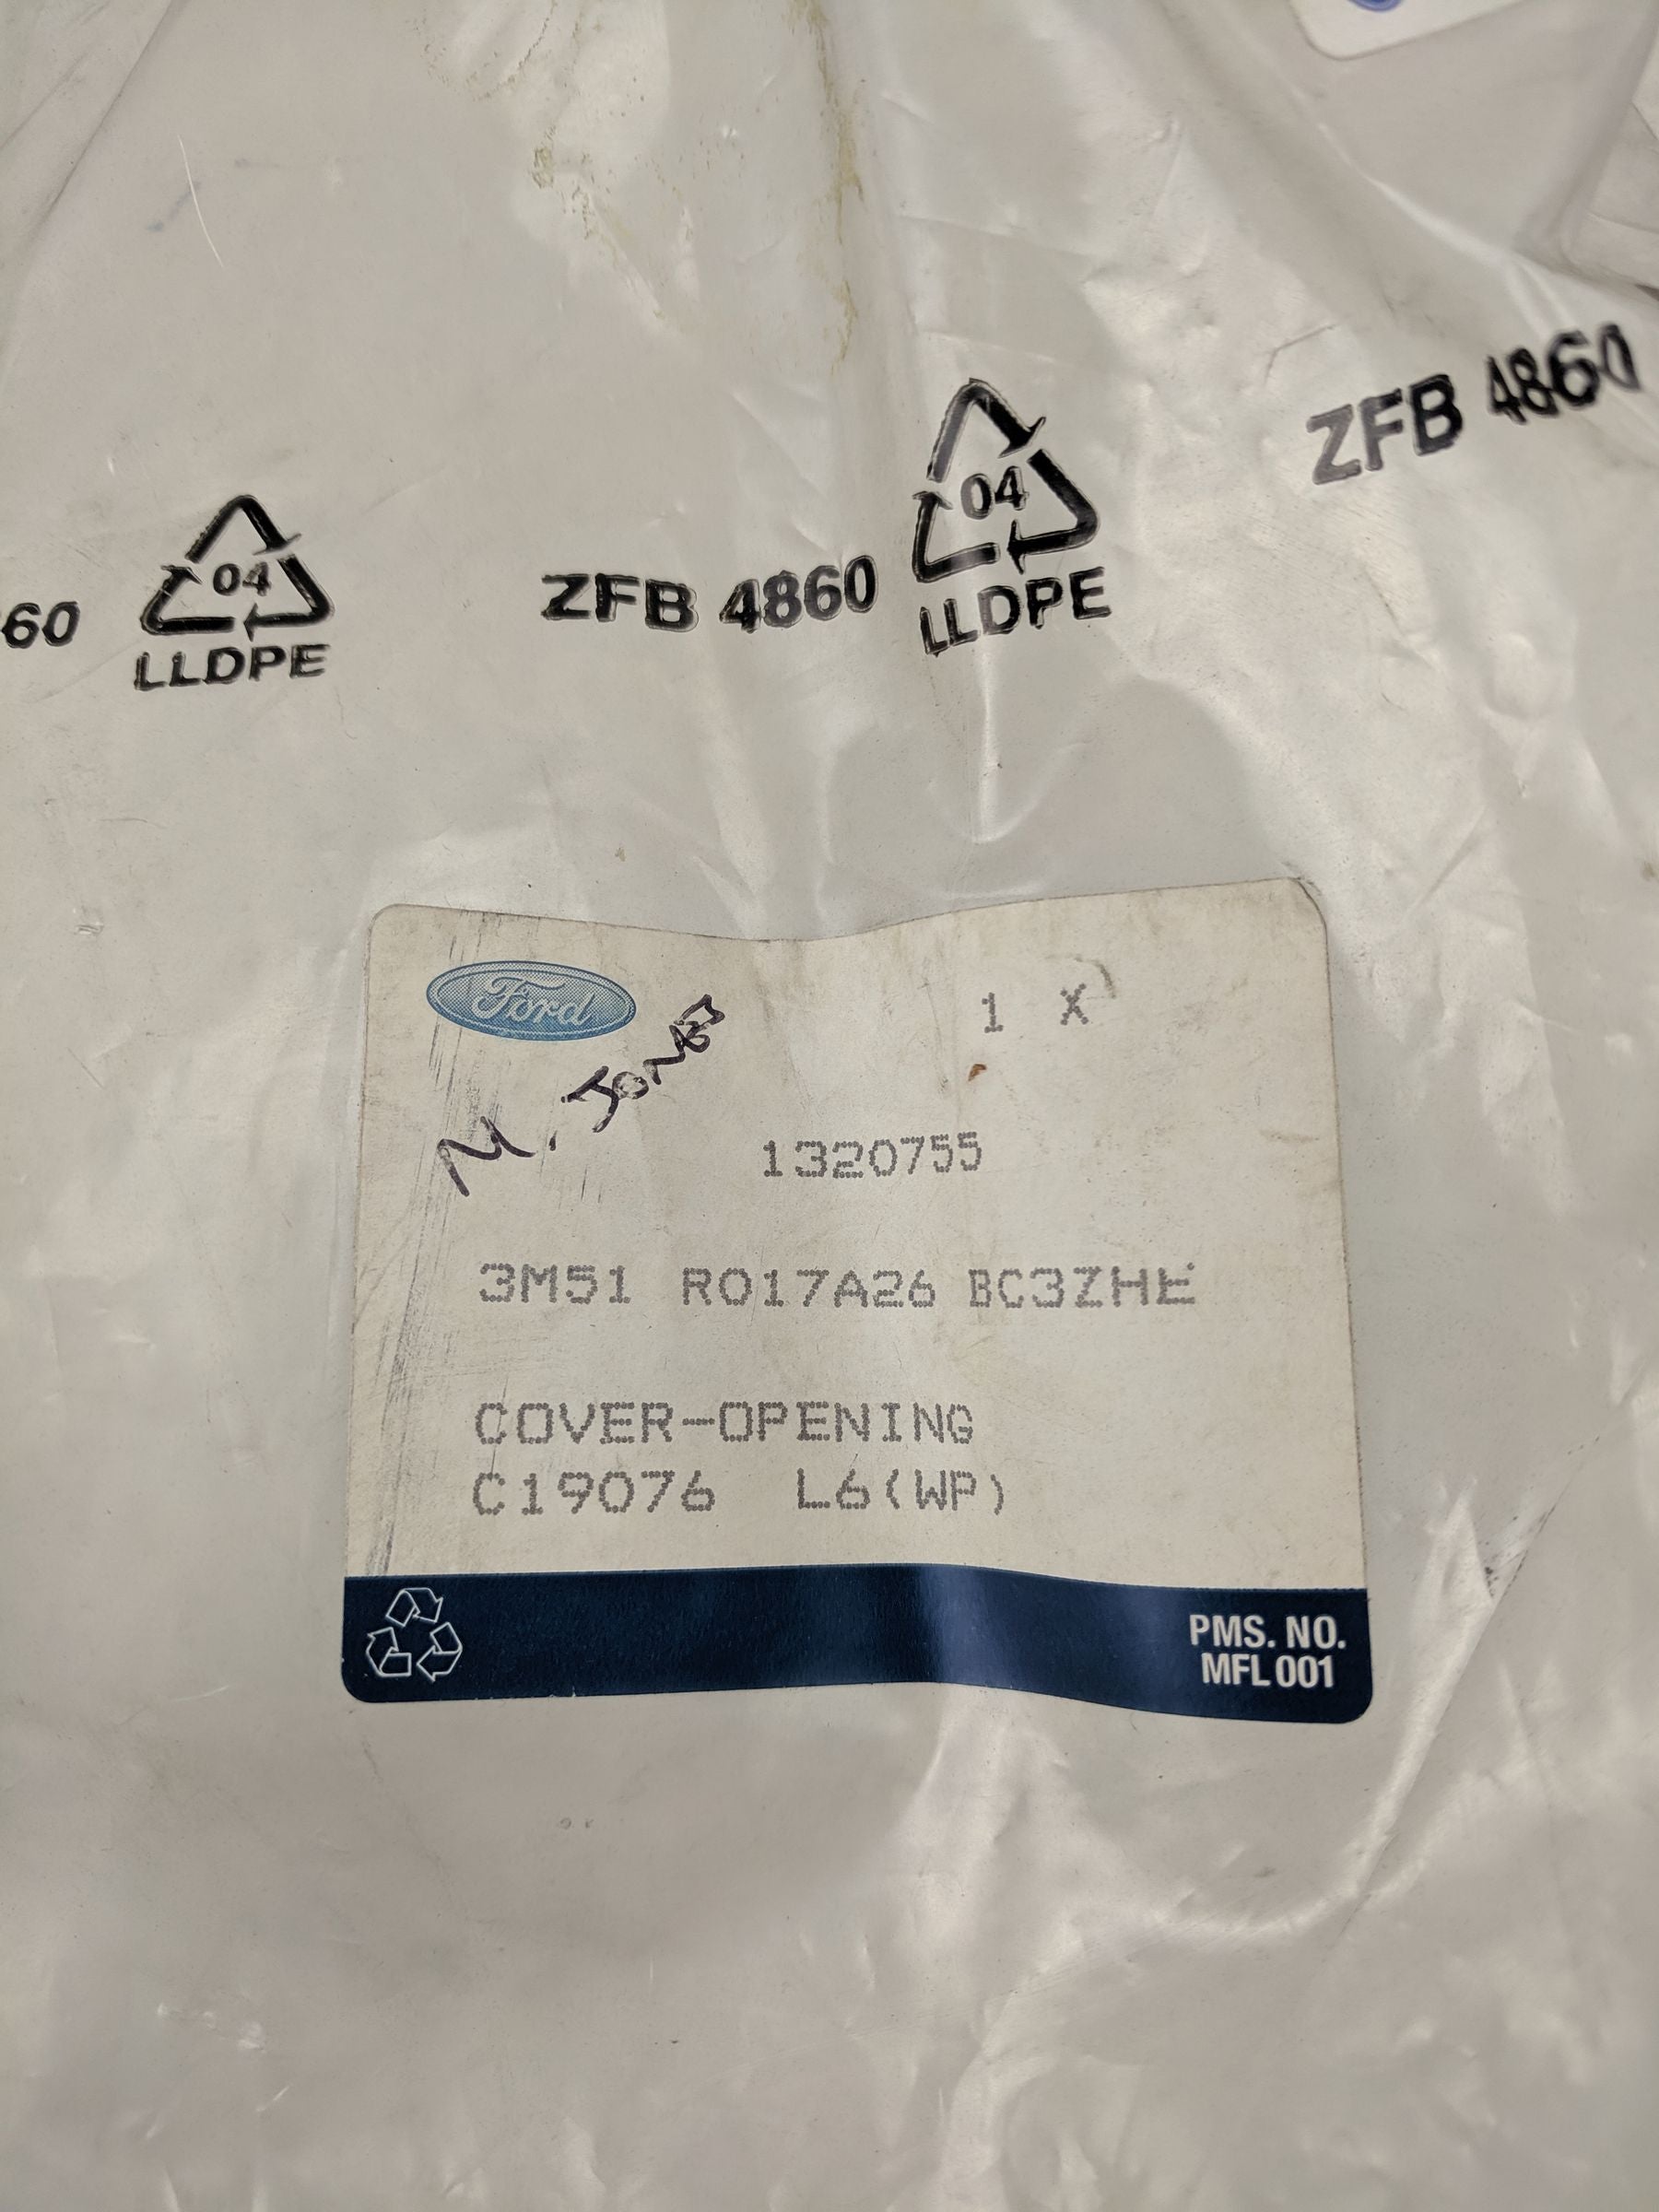 ZFB 4860
60
04
LLDPE
ZFB 4860
04
LLDPE
Ford
1 X
M. JONES
1320755
3M51 R017A26 BC3ZHE
COVER-OPENING
C19076 L6(WP)
PMS. NO.
MFL 001